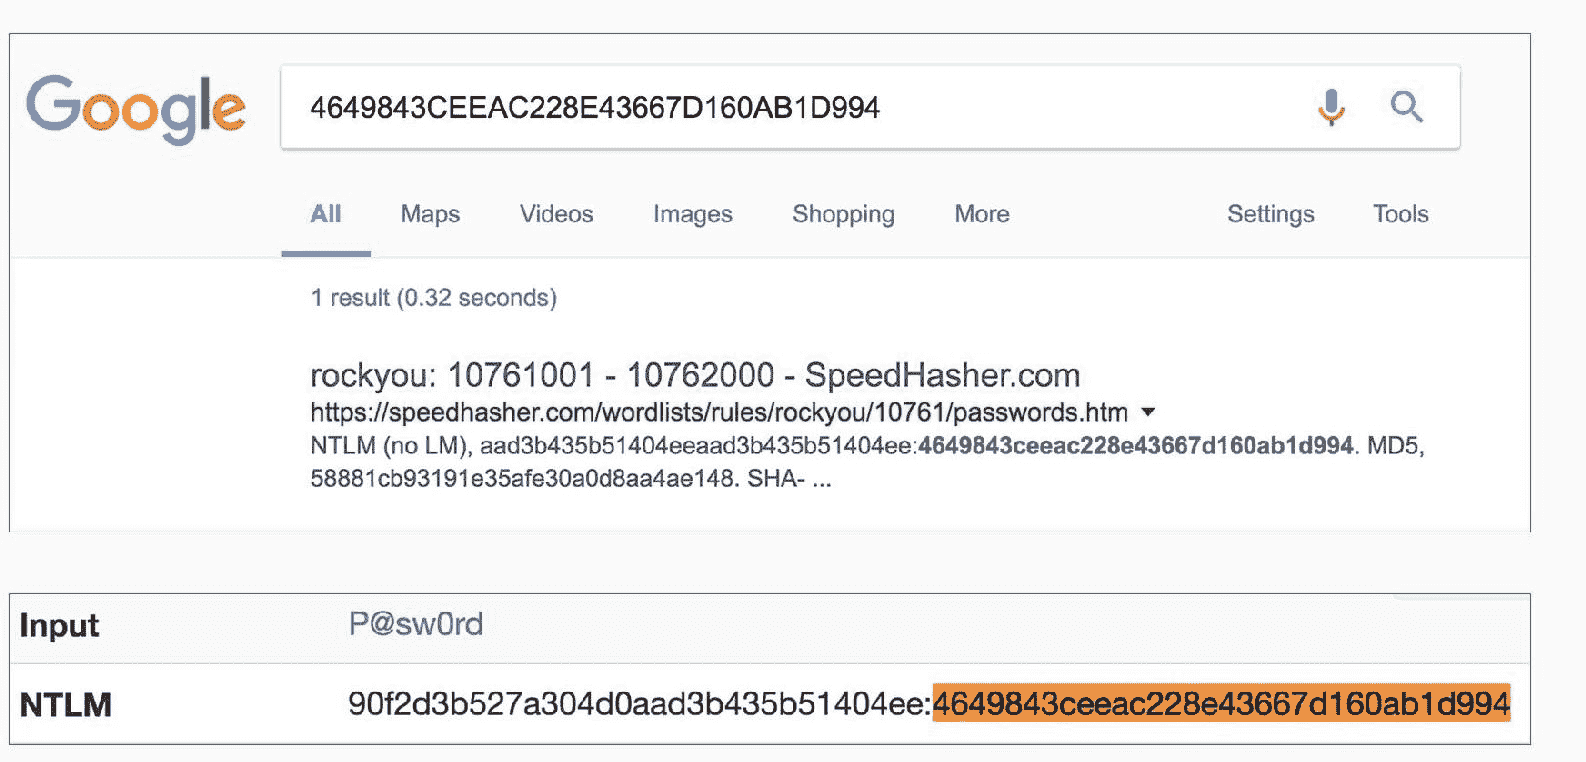 Google
4649843CEEAC228E43667D160AB1D994
All Maps Videos Images Shopping More Settings Tools
1 result (0.32 seconds)
rockyou: 10761001 - 10762000 - SpeedHasher.com
https://speedhasher.com/wordlists/rules/rockyou/10761/passwords.htm
NTLM (no LM), aad3b435b51404eeaad3b435b51404ee:4649843ceeac228e43667d160ab1d994. MD5,
58881cb93191e35afe30a0d8aa4ae148. SHA- ...
Input P@sw0rd
NTLM 90f2d3b527a304d0aad3b435b51404ee:4649843ceeac228e43667d160ab1d994